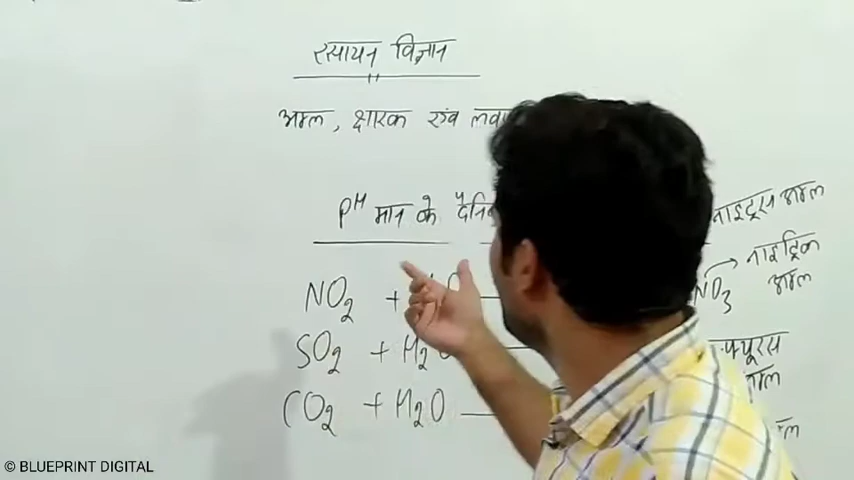 रसायन विज्ञान
अम्ल, क्षारक एवं लवा
PH मान के दैनि
नाइट्रस अम्ल
NO2 +
NO3 → नाइट्रिक
अम्ल
SO2 + H2O
फ्यूरस
CO2 + H2O
© BLUEPRINT DIGITAL